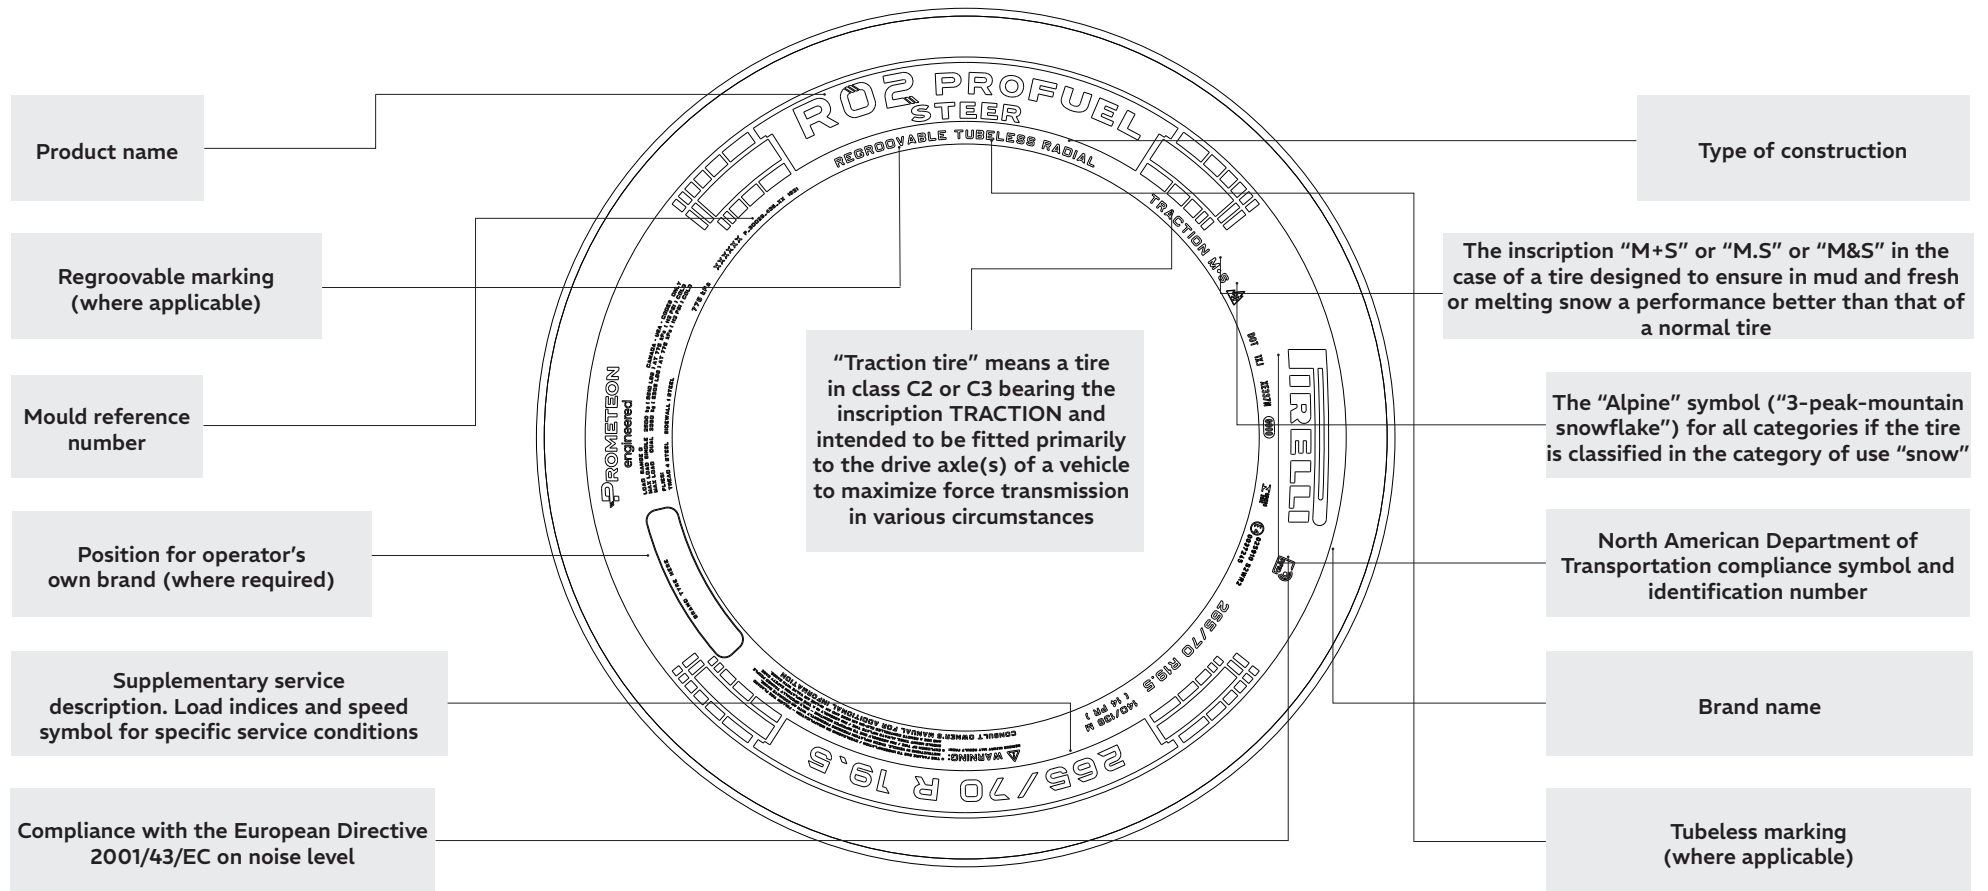 Product name
Regroovable marking
(where applicable)
Mould reference
number
Position for operator’s
own brand (where required)
Supplementary service
description. Load indices and speed
symbol for specific service conditions
Compliance with the European Directive
2001/43/EC on noise level
R02 PROFUEL
STEER
REGROOVABLE TUBELESS RADIAL
TRACTION M+S
775 kPa
PROMETEON
engineered
BRAND TYRE HERE
“Traction tire” means a tire
in class C2 or C3 bearing the
inscription TRACTION and
intended to be fitted primarily
to the drive axle(s) of a vehicle
to maximize force transmission
in various circumstances
DOT 1XJ XE337N
PIRELLI
265/70 R19.5
140/138 M
( 14 PR )
265/70 R 19.5
WARNING:
CONSULT OWNER'S MANUAL FOR ADDITIONAL INFORMATION
Type of construction
The inscription “M+S” or “M.S” or “M&S” in the
case of a tire designed to ensure in mud and fresh
or melting snow a performance better than that of
a normal tire
The “Alpine” symbol (“3-peak-mountain
snowflake”) for all categories if the tire
is classified in the category of use “snow”
North American Department of
Transportation compliance symbol and
identification number
Brand name
Tubeless marking
(where applicable)